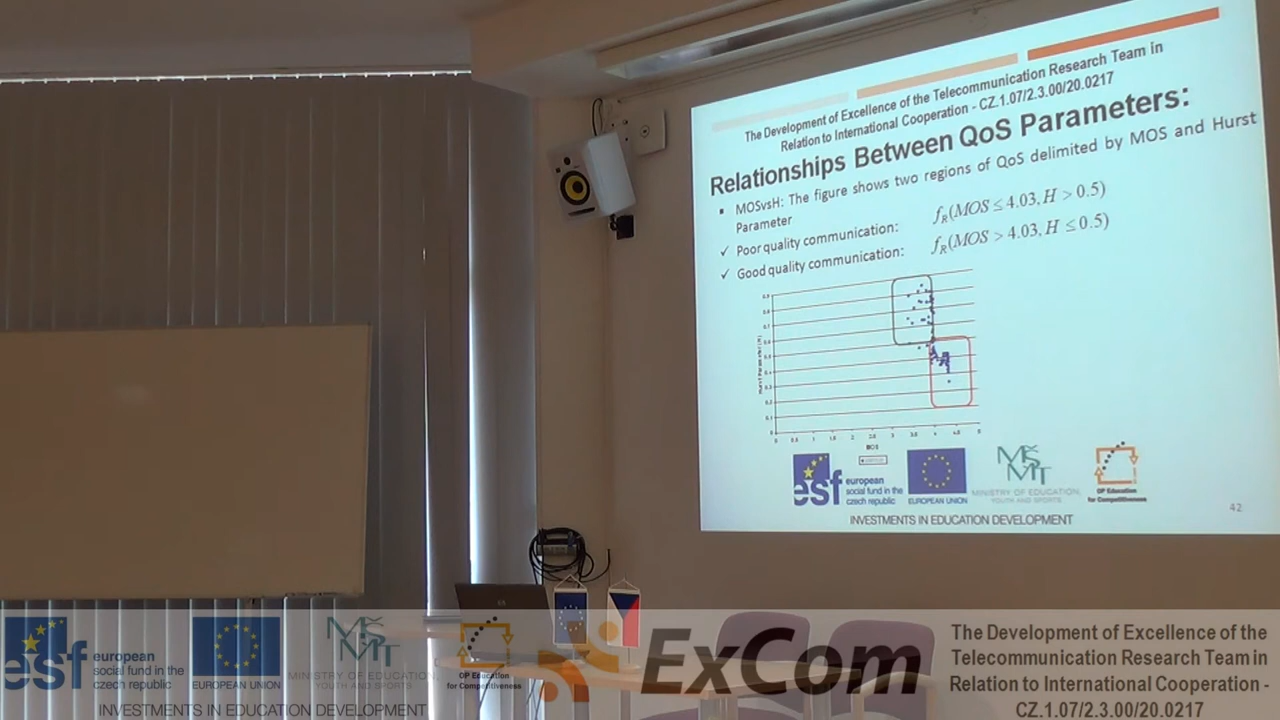 The Development of Excellence of the Telecommunication Research Team in
Relation to International Cooperation - CZ.1.07/2.3.00/20.0217
Relationships Between QoS Parameters:
▪ MOSvsH: The figure shows two regions of QoS delimited by MOS and Hurst
Parameter
✓ Poor quality communication: f_R(MOS ≤ 4.03, H > 0.5)
✓ Good quality communication: f_R(MOS > 4.03, H ≤ 0.5)
esf european
social fund in the
czech republic
EUROPEAN UNION
MŠMT
MINISTRY OF EDUCATION,
YOUTH AND SPORTS
OP Education
for Competitiveness
INVESTMENTS IN EDUCATION DEVELOPMENT
42
esf european
social fund in the
czech republic
EUROPEAN UNION
MŠMT
MINISTRY OF EDUCATION,
YOUTH AND SPORTS
OP Education
for Competitiveness
INVESTMENTS IN EDUCATION DEVELOPMENT
ExCom
The Development of Excellence of the
Telecommunication Research Team in
Relation to International Cooperation -
CZ.1.07/2.3.00/20.0217